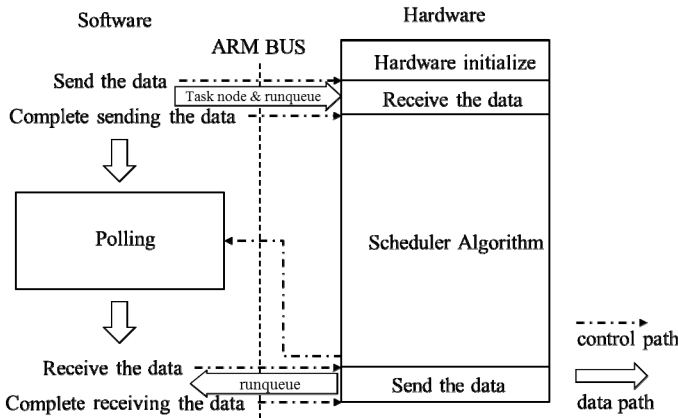 Software
Hardware
ARM BUS
Hardware initialize
Send the data
Task node & runqueue
Receive the data
Complete sending the data
Polling
Scheduler Algorithm
control path
Receive the data
runqueue
Send the data
Complete receiving the data
data path